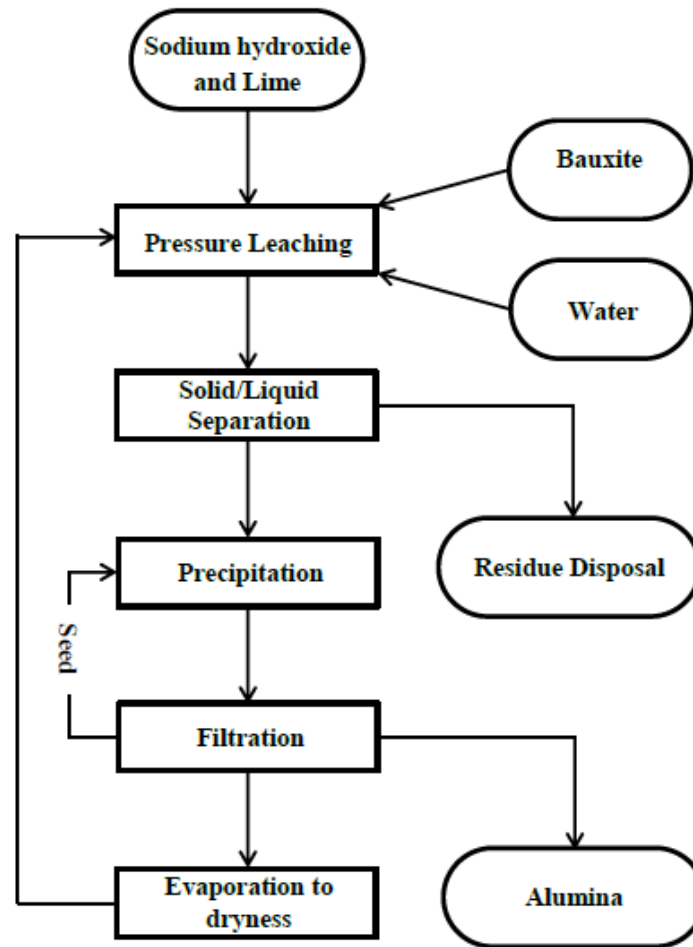 Sodium hydroxide
and Lime
Bauxite
Pressure Leaching
Water
Solid/Liquid
Separation
Precipitation
Residue Disposal
Seed
Filtration
Evaporation to
dryness
Alumina